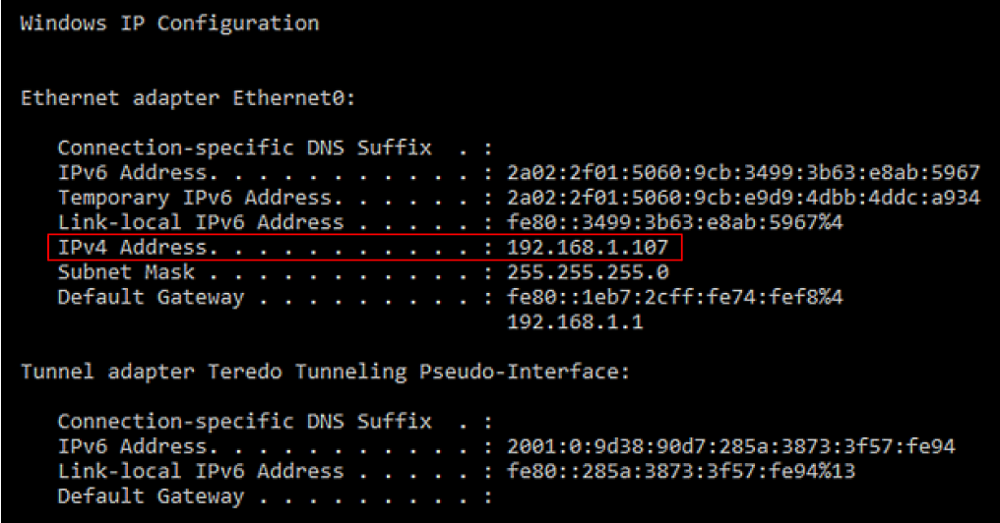 Windows IP Configuration
Ethernet adapter Ethernet0:
Connection-specific DNS Suffix  . :
IPv6 Address. . . . . . . . . . . : 2a02:2f01:5060:9cb:3499:3b63:e8ab:5967
Temporary IPv6 Address. . . . . . : 2a02:2f01:5060:9cb:e9d9:4dbb:4ddc:a934
Link-local IPv6 Address . . . . . : fe80::3499:3b63:e8ab:5967%4
IPv4 Address. . . . . . . . . . . : 192.168.1.107
Subnet Mask . . . . . . . . . . . : 255.255.255.0
Default Gateway . . . . . . . . . : fe80::1eb7:2cff:fe74:fef8%4
192.168.1.1
Tunnel adapter Teredo Tunneling Pseudo-Interface:
Connection-specific DNS Suffix  . :
IPv6 Address. . . . . . . . . . . : 2001:0:9d38:90d7:285a:3873:3f57:fe94
Link-local IPv6 Address . . . . . : fe80::285a:3873:3f57:fe94%13
Default Gateway . . . . . . . . . :